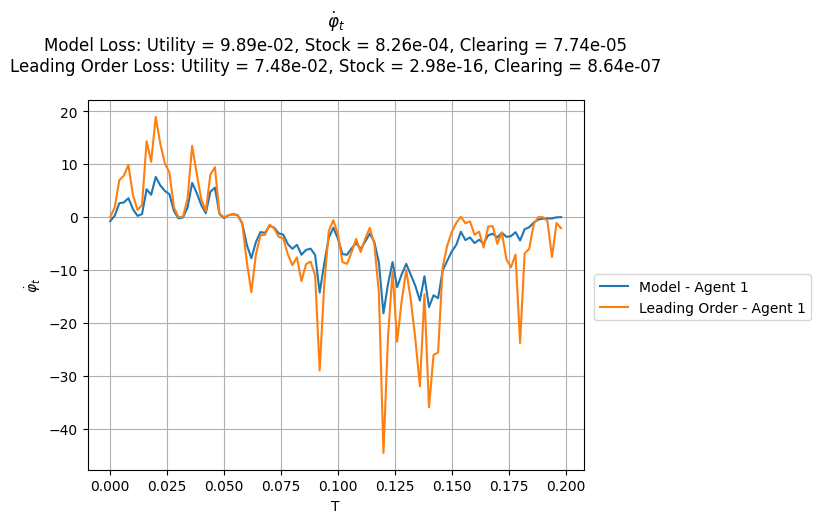 φ̇ₜ
Model Loss: Utility = 9.89e-02, Stock = 8.26e-04, Clearing = 7.74e-05
Leading Order Loss: Utility = 7.48e-02, Stock = 2.98e-16, Clearing = 8.64e-07
20
10
0
−10
−20
−30
−40
φ̇ₜ
0.000 0.025 0.050 0.075 0.100 0.125 0.150 0.175 0.200
T
Model - Agent 1
Leading Order - Agent 1